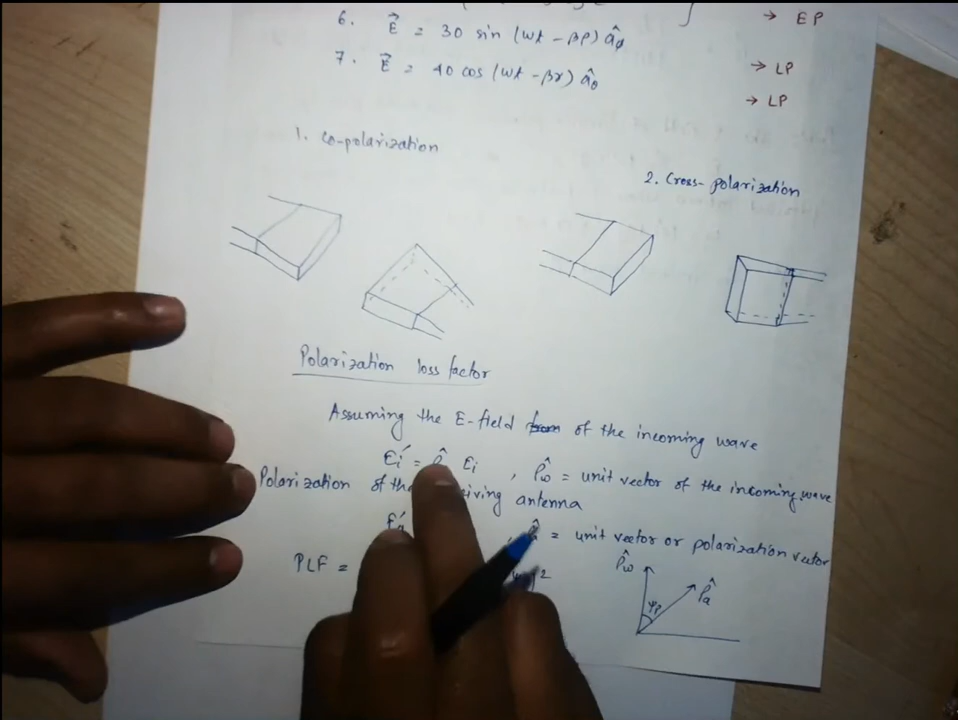 → EP
6. E⃗ = 30 sin (ωt - βρ) âφ
→ LP
7. E⃗ = 40 cos (ωt - βr) âθ
→ LP
1. Co-polarization
2. Cross-polarization
Polarization loss factor
Assuming the E-field of the incoming wave
Ei' = ρ̂ Ei , ρ̂ω = unit vector of the incoming wave
Polarization of the antenna
= unit vector or polarization vector
PLF =
ρ̂ω
ρ̂a
ψp